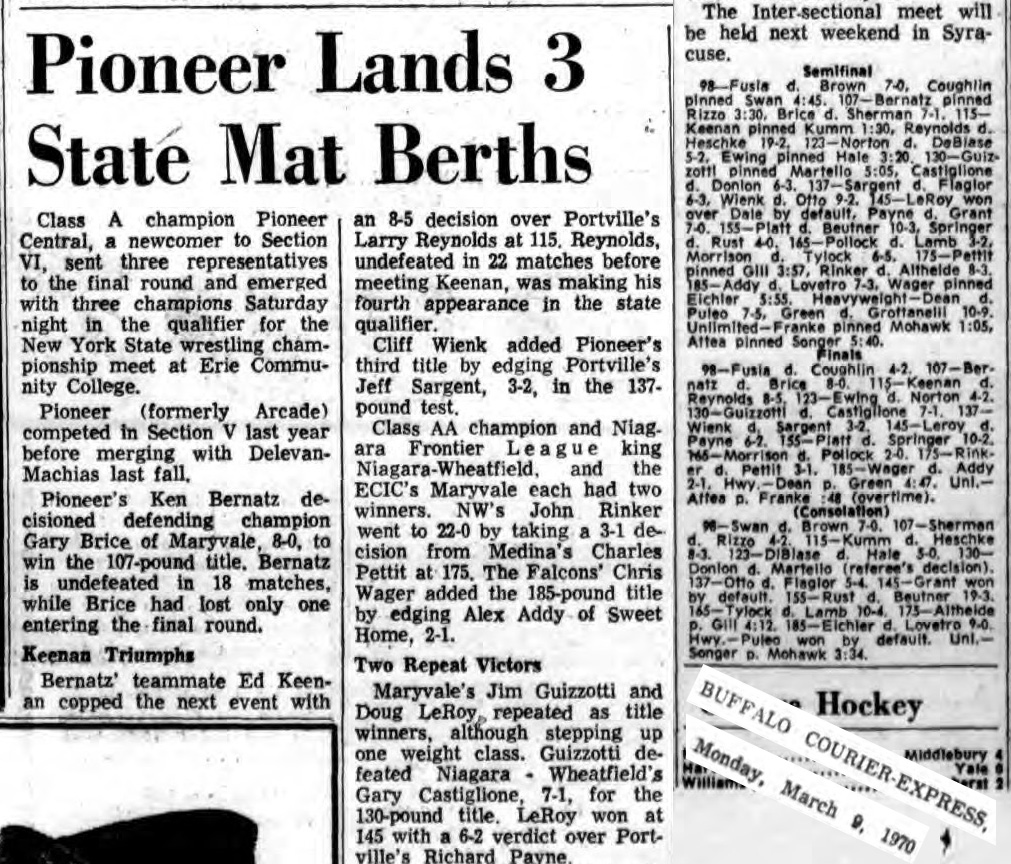 Pioneer Lands 3
State Mat Berths
Class A champion Pioneer
Central, a newcomer to Section
VI, sent three representatives
to the final round and emerged
with three champions Saturday
night in the qualifier for the
New York State wrestling cham-
pionship meet at Erie Commu-
nity College.
Pioneer (formerly Arcade)
competed in Section V last year
before merging with Delevan-
Machias last fall.
Pioneer's Ken Bernatz de-
cisioned defending champion
Gary Brice of Maryvale, 8-0, to
win the 107-pound title. Bernatz
is undefeated in 18 matches,
while Brice had lost only one
entering the final round.
Keenan Triumphs
Bernatz' teammate Ed Keen-
an copped the next event with
an 8-5 decision over Portville's
Larry Reynolds at 115. Reynolds,
undefeated in 22 matches before
meeting Keenan, was making his
fourth appearance in the state
qualifier.
Cliff Wienk added Pioneer's
third title by edging Portville's
Jeff Sargent, 3-2, in the 137-
pound test.
Class AA champion and Niag-
ara Frontier League king
Niagara-Wheatfield, and the
ECIC's Maryvale each had two
winners. NW's John Rinker
went to 22-0 by taking a 3-1 de-
cision from Medina's Charles
Pettit at 175. The Falcons' Chris
Wager added the 185-pound title
by edging Alex Addy of Sweet
Home, 2-1.
Two Repeat Victors
Maryvale's Jim Guizzotti and
Doug LeRoy repeated as title
winners, although stepping up
one weight class. Guizzotti de-
feated Niagara - Wheatfield's
Gary Castiglione, 7-1, for the
130-pound title. LeRoy won at
145 with a 6-2 verdict over Port-
ville's Richard Payne.
The Inter-sectional meet will
be held next weekend in Syra-
cuse.
Semifinal
98—Fusia d. Brown 7-0, Coughlin
pinned Swan 4:45. 107—Bernatz pinned
Rizzo 3:30, Brice d. Sherman 7-1. 115—
Keenan pinned Kumm 1:30, Reynolds d.
Heschke 19-2. 123—Norton d. DeBlase
5-2, Ewing pinned Hale 3:20. 130—Guiz-
zotti pinned Martello 5:05, Castiglione
d. Donlon 6-3. 137—Sargent d. Flaglor
6-3, Wienk d. Otto 9-2. 145—LeRoy won
over Dale by default, Payne d. Grant
7-0. 155—Platt d. Beutner 10-3, Springer
d. Rust 4-0. 165—Pollock d. Lamb 3-2,
Morrison d. Tylock 6-5. 175—Pettit
pinned Gill 3:57, Rinker d. Altheide 8-3.
185—Addy d. Lovetro 7-3, Wager pinned
Eichler 5:55. Heavyweight—Dean d.
Puleo 7-5, Green d. Grottanelli 10-9.
Unlimited—Franke pinned Mohawk 1:05,
Attea pinned Songer 5:40.
Finals
98—Fusia d. Coughlin 4-2. 107—Ber-
natz d. Brice 8-0. 115—Keenan d.
Reynolds 8-5. 123—Ewing d. Norton 4-2.
130—Guizzotti d. Castiglione 7-1. 137—
Wienk d. Sargent 3-2. 145—Leroy d.
Payne 6-2. 155—Platt d. Springer 10-2.
165—Morrison d. Pollock 2-0. 175—Rink-
er d. Pettit 3-1. 185—Wager d. Addy
2-1. Hwy.—Dean p. Green 4:47. Unl.—
Attea p. Franke :48 (overtime).
(Consolation)
98—Swan d. Brown 7-0. 107—Sherman
d. Rizzo 4-2. 115—Kumm d. Heschke
8-3. 123—DiBlase d. Hale 5-0. 130—
Donlon d. Martello (referee's decision).
137—Otto d. Flaglor 5-4. 145—Grant won
by default. 155—Rust d. Beutner 19-3.
165—Tylock d. Lamb 10-4. 175—Altheide
p. Gill 4:12. 185—Eichler d. Lovetro 9-0.
Hwy.—Puleo won by default. Unl.—
Songer p. Mohawk 3:34.
Hockey
Middlebury 4
Yale
2
BUFFALO COURIER-EXPRESS,
Monday, March 9, 1970